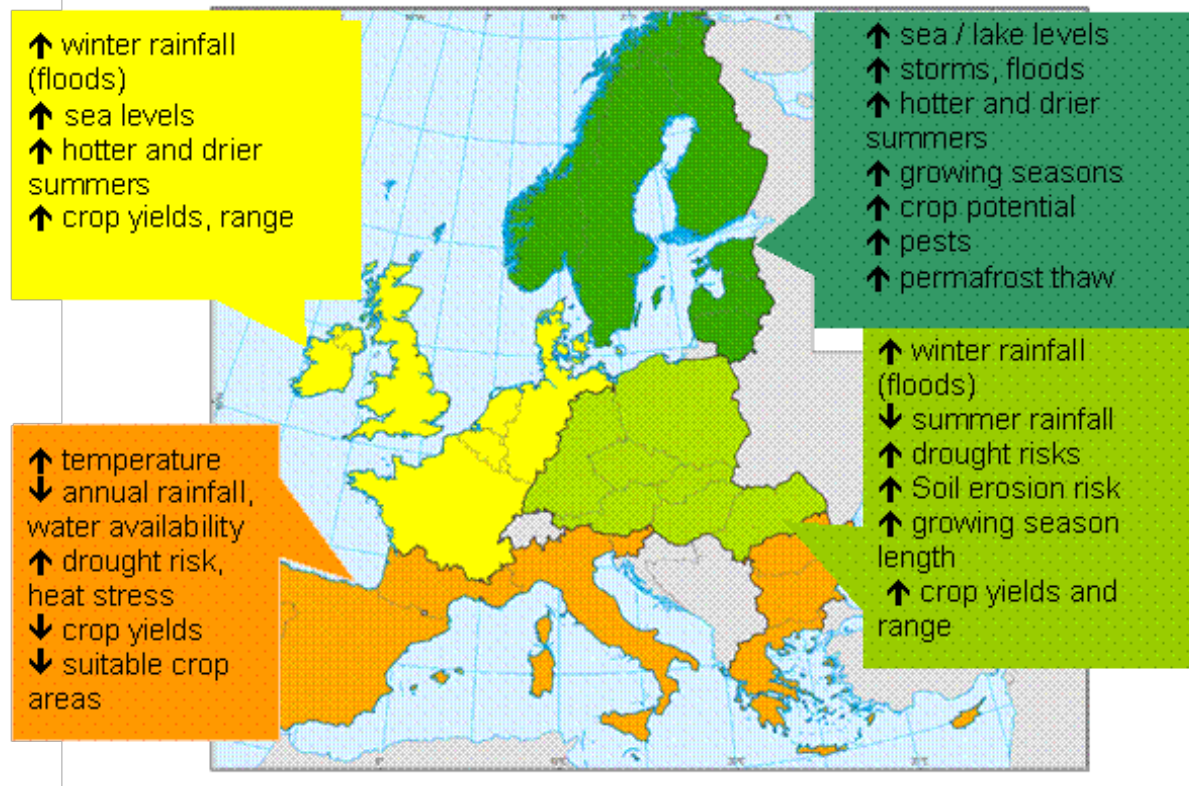 ↑ winter rainfall
(floods)
↑ sea levels
↑ hotter and drier
summers
↑ crop yields, range
↑ sea / lake levels
↑ storms, floods
↑ hotter and drier
summers
↑ growing seasons
↑ crop potential
↑ pests
↑ permafrost thaw
↑ temperature
↓ annual rainfall,
water availability
↑ drought risk,
heat stress
↓ crop yields
↓ suitable crop
areas
↑ winter rainfall
(floods)
↓ summer rainfall
↑ drought risks
↑ Soil erosion risk
↑ growing season
length
↑ crop yields and
range